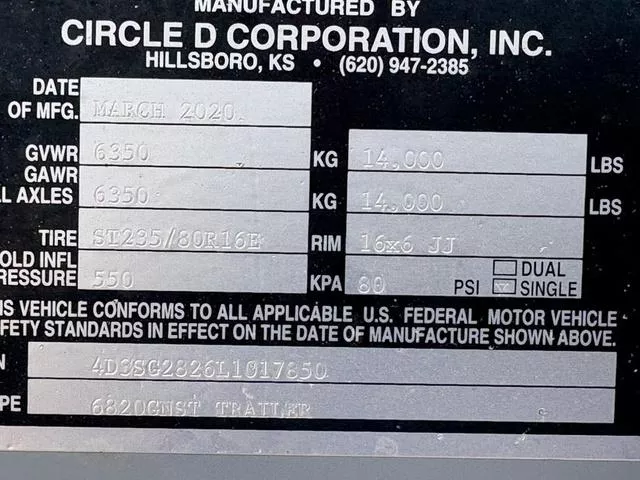 MANUFACTURED BY
CIRCLE D CORPORATION, INC.
HILLSBORO, KS • (620) 947-2385
DATE OF MFG. MARCH 2020
GVWR 6350 KG 14,000 LBS
GAWR
L AXLES 6350 KG 14,000 LBS
TIRE ST235/80R16E RIM 16x6 JJ
OLD INFL
RESSURE 550 KPA 80 PSI DUAL SINGLE
IS VEHICLE CONFORMS TO ALL APPLICABLE U.S. FEDERAL MOTOR VEHICLE
FETY STANDARDS IN EFFECT ON THE DATE OF MANUFACTURE SHOWN ABOVE.
N 4D3SG2826L1017850
PE 6820GNST TRAILER